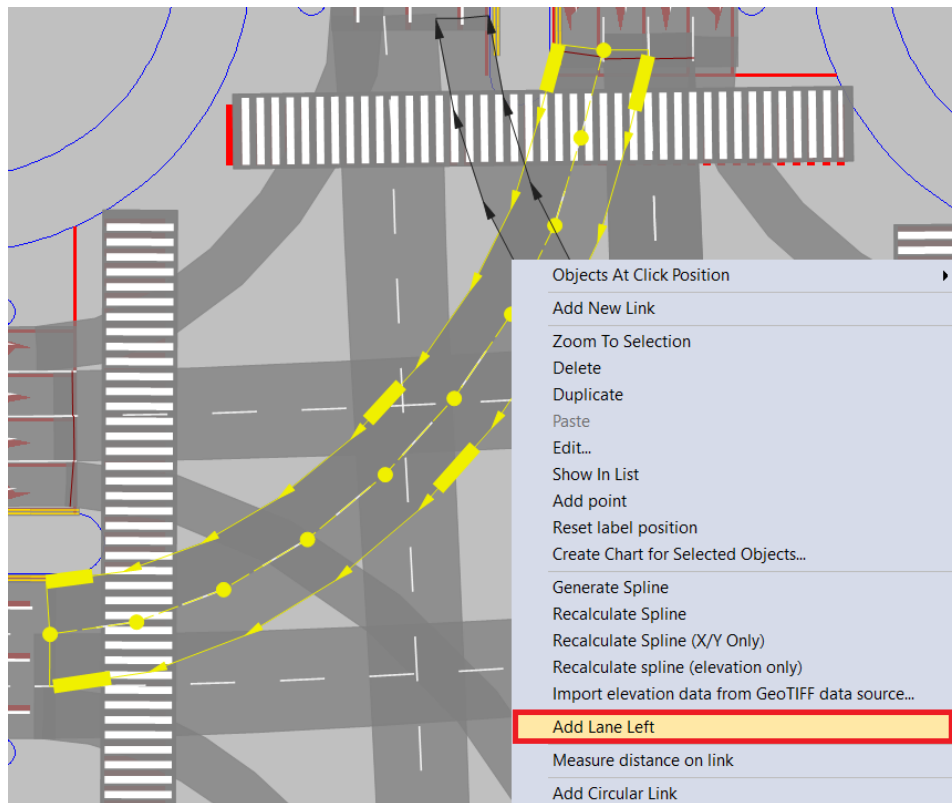 Objects At Click Position
Add New Link
Zoom To Selection
Delete
Duplicate
Paste
Edit...
Show In List
Add point
Reset label position
Create Chart for Selected Objects...
Generate Spline
Recalculate Spline
Recalculate Spline (X/Y Only)
Recalculate spline (elevation only)
Import elevation data from GeoTIFF data source...
Add Lane Left
Measure distance on link
Add Circular Link